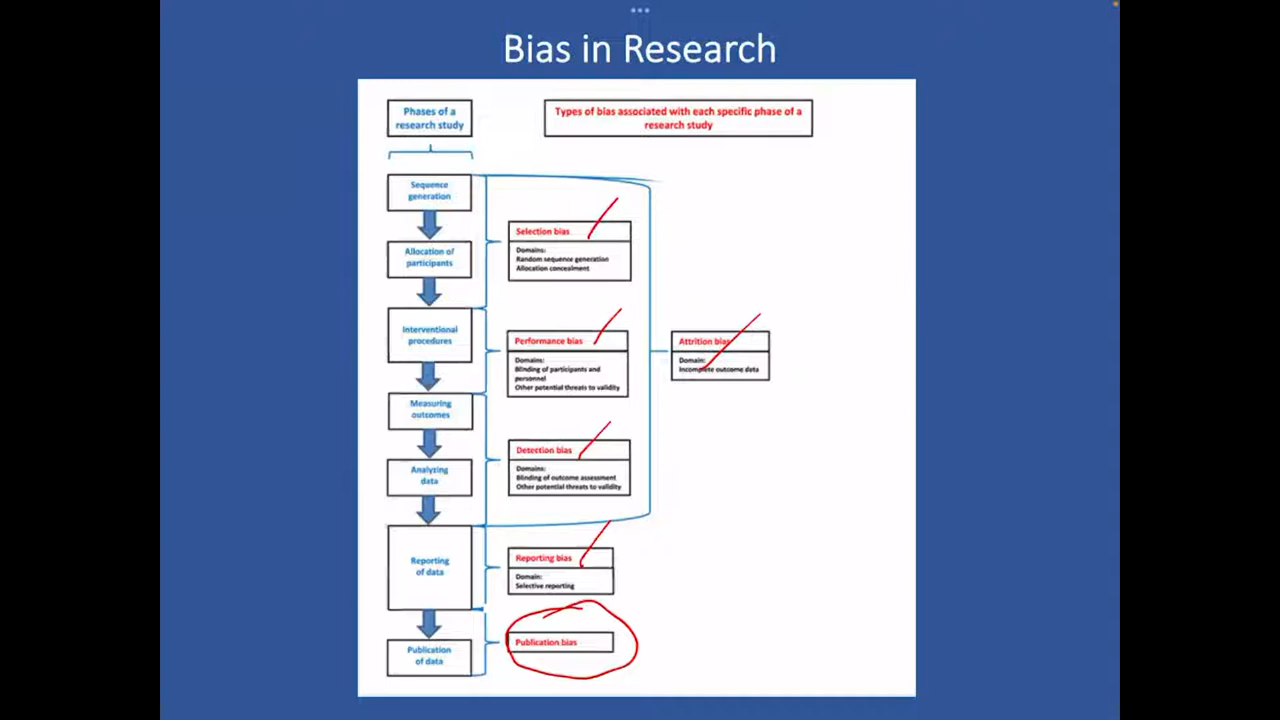 Bias in Research
Phases of a
research study
Types of bias associated with each specific phase of a
research study
Sequence
generation
Selection bias
Domains:
Random sequence generation
Allocation concealment
Allocation of
participants
Interventional
procedures
Performance bias
Domains:
Blinding of participants and
personnel
Other potential threats to validity
Attrition bias
Domain:
Incomplete outcome data
Measuring
outcomes
Detection bias
Domains:
Blinding of outcome assessment
Other potential threats to validity
Analyzing
data
Reporting
of data
Reporting bias
Domain:
Selective reporting
Publication
of data
Publication bias